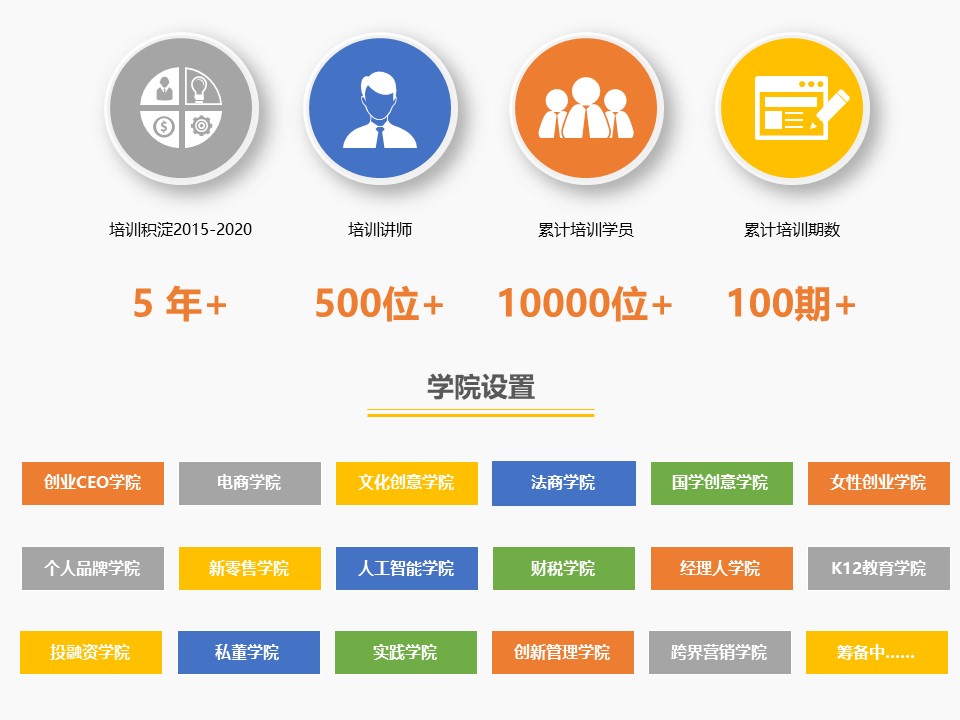 培训积淀2015-2020
培训讲师
累计培训学员
累计培训期数
5 年+
500位+
10000位+
100期+
学院设置
创业CEO学院
电商学院
文化创意学院
法商学院
国学创意学院
女性创业学院
个人品牌学院
新零售学院
人工智能学院
财税学院
经理人学院
K12教育学院
投融资学院
私董学院
实践学院
创新管理学院
跨界营销学院
筹备中......